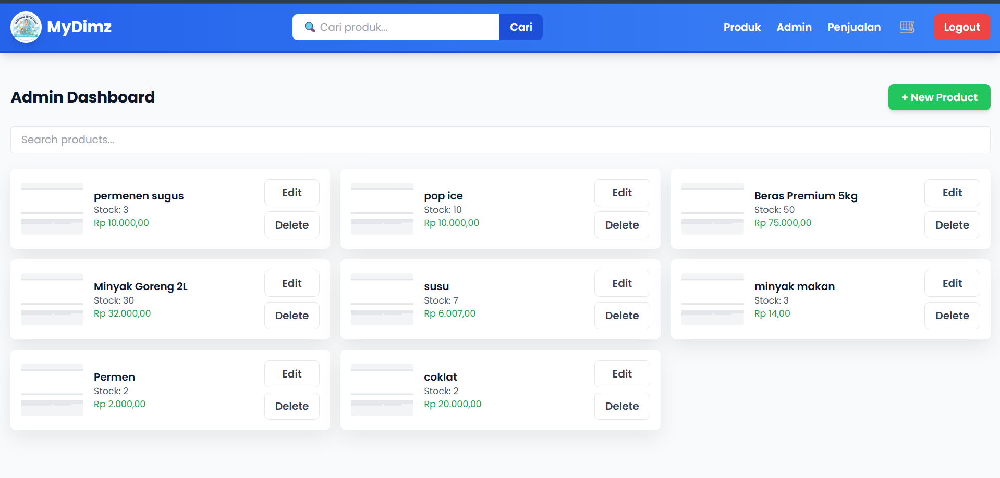 WARUNG IBUK IYOS
MyDimz
Cari produk...
Cari
Produk
Admin
Penjualan
Logout
Admin Dashboard
+ New Product
Search products...
permenen sugus
Stock: 3
Rp 10.000,00
Edit
Delete
pop ice
Stock: 10
Rp 10.000,00
Edit
Delete
Beras Premium 5kg
Stock: 50
Rp 75.000,00
Edit
Delete
Minyak Goreng 2L
Stock: 30
Rp 32.000,00
Edit
Delete
susu
Stock: 7
Rp 6.007,00
Edit
Delete
minyak makan
Stock: 3
Rp 14,00
Edit
Delete
Permen
Stock: 2
Rp 2.000,00
Edit
Delete
coklat
Stock: 2
Rp 20.000,00
Edit
Delete